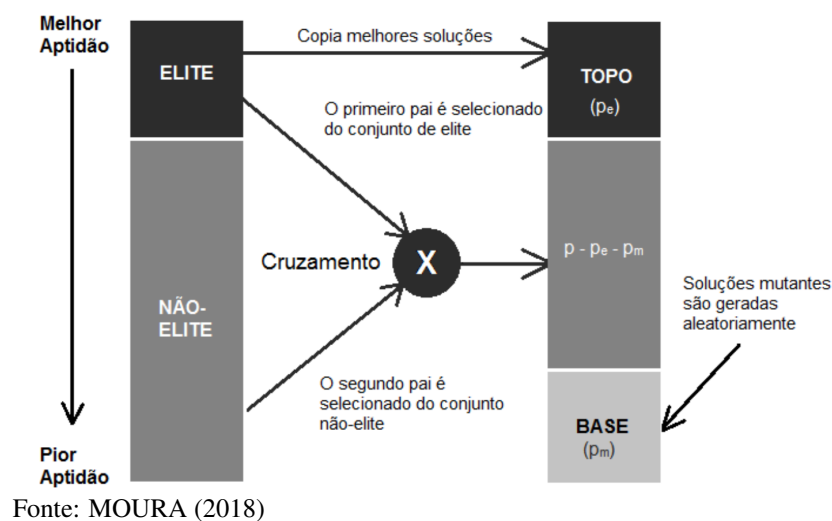 Melhor
Aptidão
ELITE
Copia melhores soluções
TOPO
(pe)
O primeiro pai é selecionado
do conjunto de elite
Cruzamento
X
p - pe - pm
NÃO-
ELITE
Soluções mutantes
são geradas
aleatoriamente
O segundo pai é
selecionado do conjunto
não-elite
BASE
(pm)
Pior
Aptidão
Fonte: MOURA (2018)